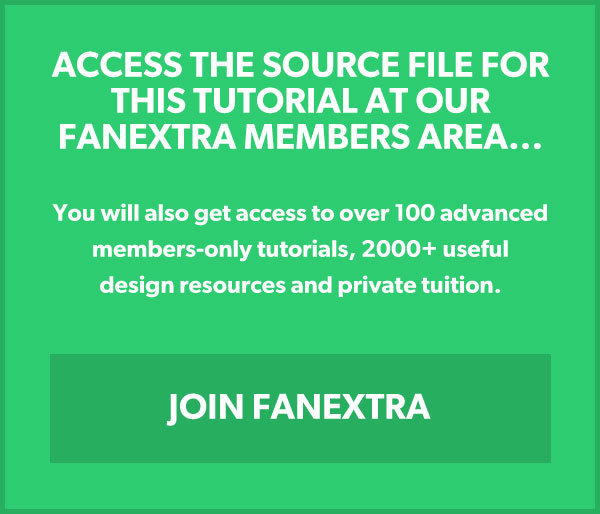 ACCESS THE SOURCE FILE FOR
THIS TUTORIAL AT OUR
FANEXTRA MEMBERS AREA...
You will also get access to over 100 advanced
members-only tutorials, 2000+ useful
design resources and private tuition.
JOIN FANEXTRA